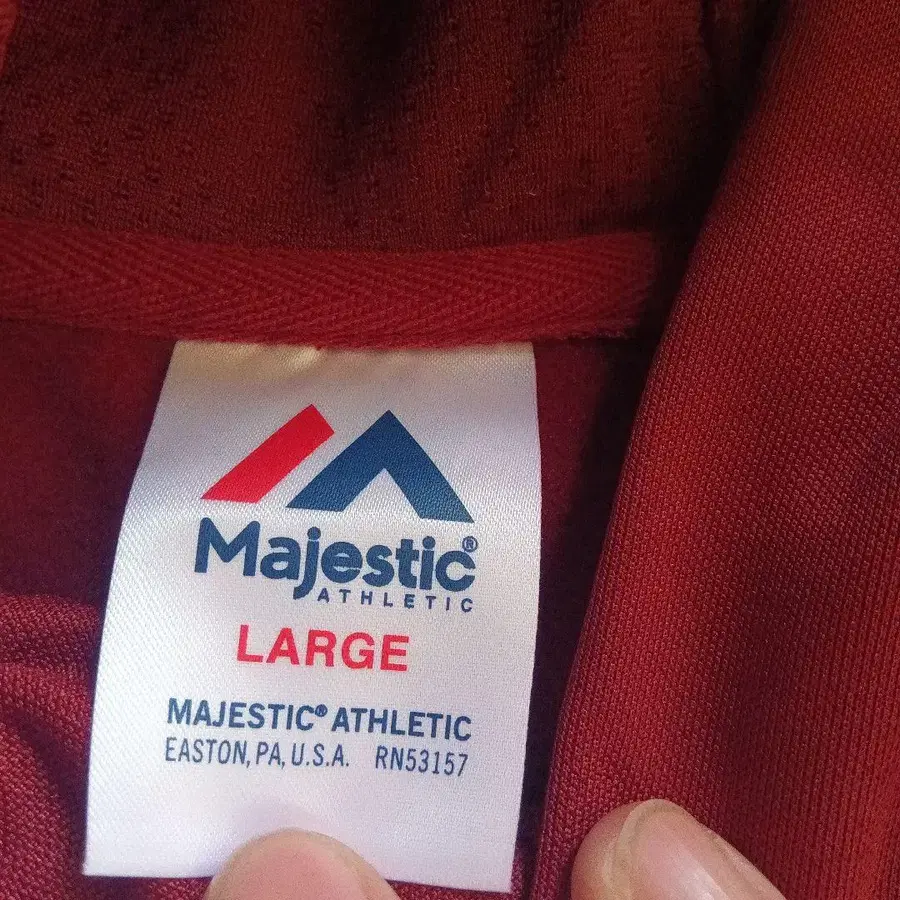 Majestic®
ATHLETIC
LARGE
MAJESTIC® ATHLETIC
EASTON, PA, U.S.A. RN53157